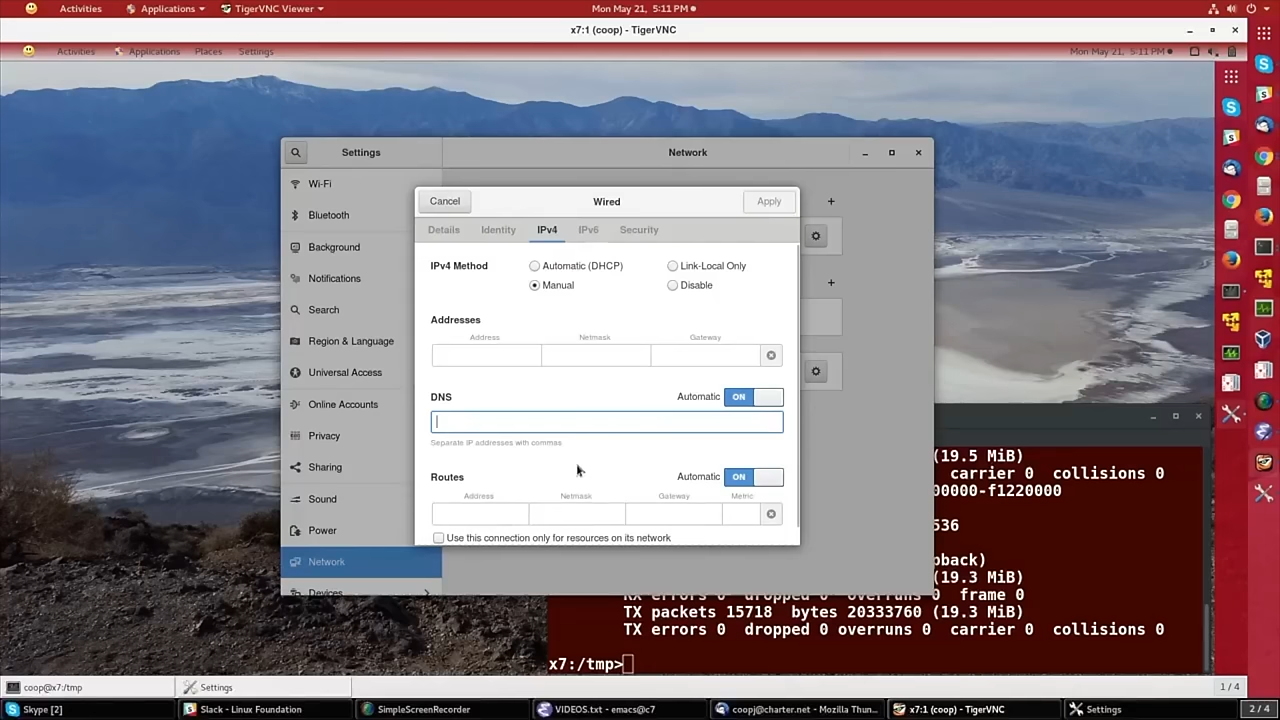 Activities
Applications
TigerVNC Viewer
Mon May 21, 5:11 PM
x7:1 (coop) - TigerVNC
Activities
Applications
Places
Settings
Mon May 21, 5:11 PM
Settings
Network
Wi-Fi
Bluetooth
Background
Notifications
Search
Region & Language
Universal Access
Online Accounts
Privacy
Sharing
Sound
Power
Network
Devices
Cancel
Wired
Apply
Details
Identity
IPv4
IPv6
Security
IPv4 Method
Automatic (DHCP)
Link-Local Only
Manual
Disable
Addresses
Address
Netmask
Gateway
DNS
Automatic
ON
Separate IP addresses with commas
Routes
Automatic
ON
Address
Netmask
Gateway
Metric
Use this connection only for resources on its network
(19.5 MiB)
carrier 0 collisions 0
00000-f1220000
536
pback)
(19.3 MiB)
RX errors 0 dropped 0 overruns 0 frame 0
TX packets 15718 bytes 20333760 (19.3 MiB)
TX errors 0 dropped 0 overruns 0 carrier 0 collisions 0
x7:/tmp>
coop@x7:/tmp
Settings
1 / 4
Skype [2]
Slack - Linux Foundation
SimpleScreenRecorder
VIDEOS.txt - emacs@c7
coopj@charter.net - Mozilla Thun...
x7:1 (coop) - TigerVNC
Settings
2 / 4